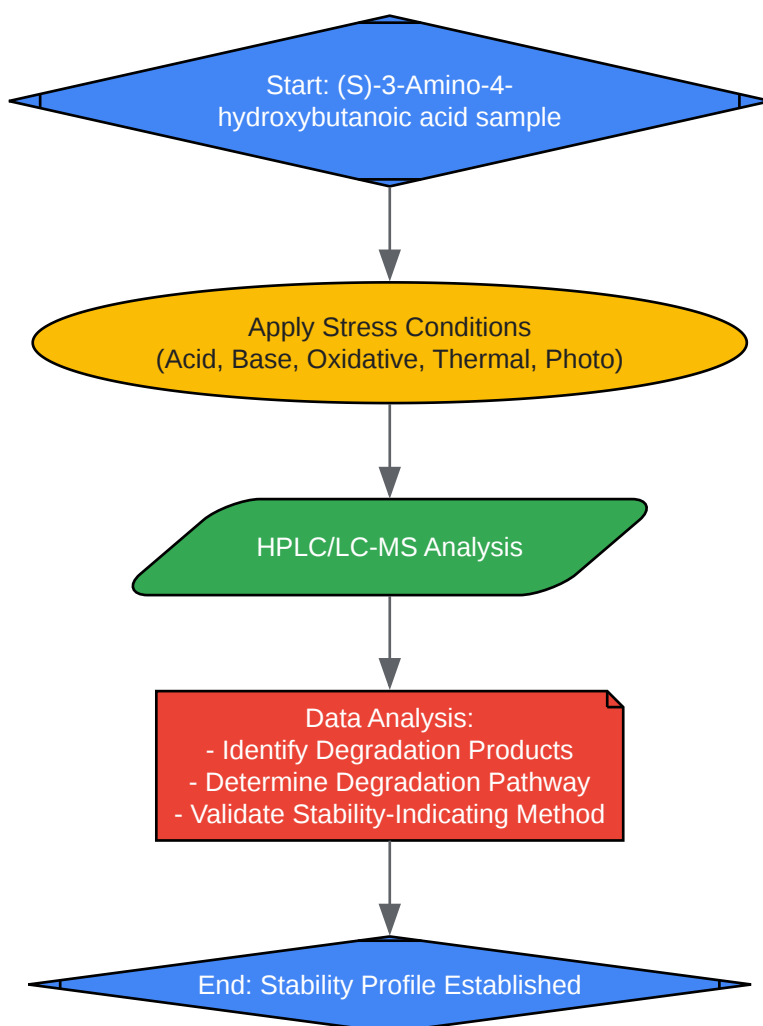 Start: (S)-3-Amino-4-
hydroxybutanoic acid sample
Apply Stress Conditions
(Acid, Base, Oxidative, Thermal, Photo)
HPLC/LC-MS Analysis
Data Analysis:
- Identify Degradation Products
- Determine Degradation Pathway
- Validate Stability-Indicating Method
End: Stability Profile Established